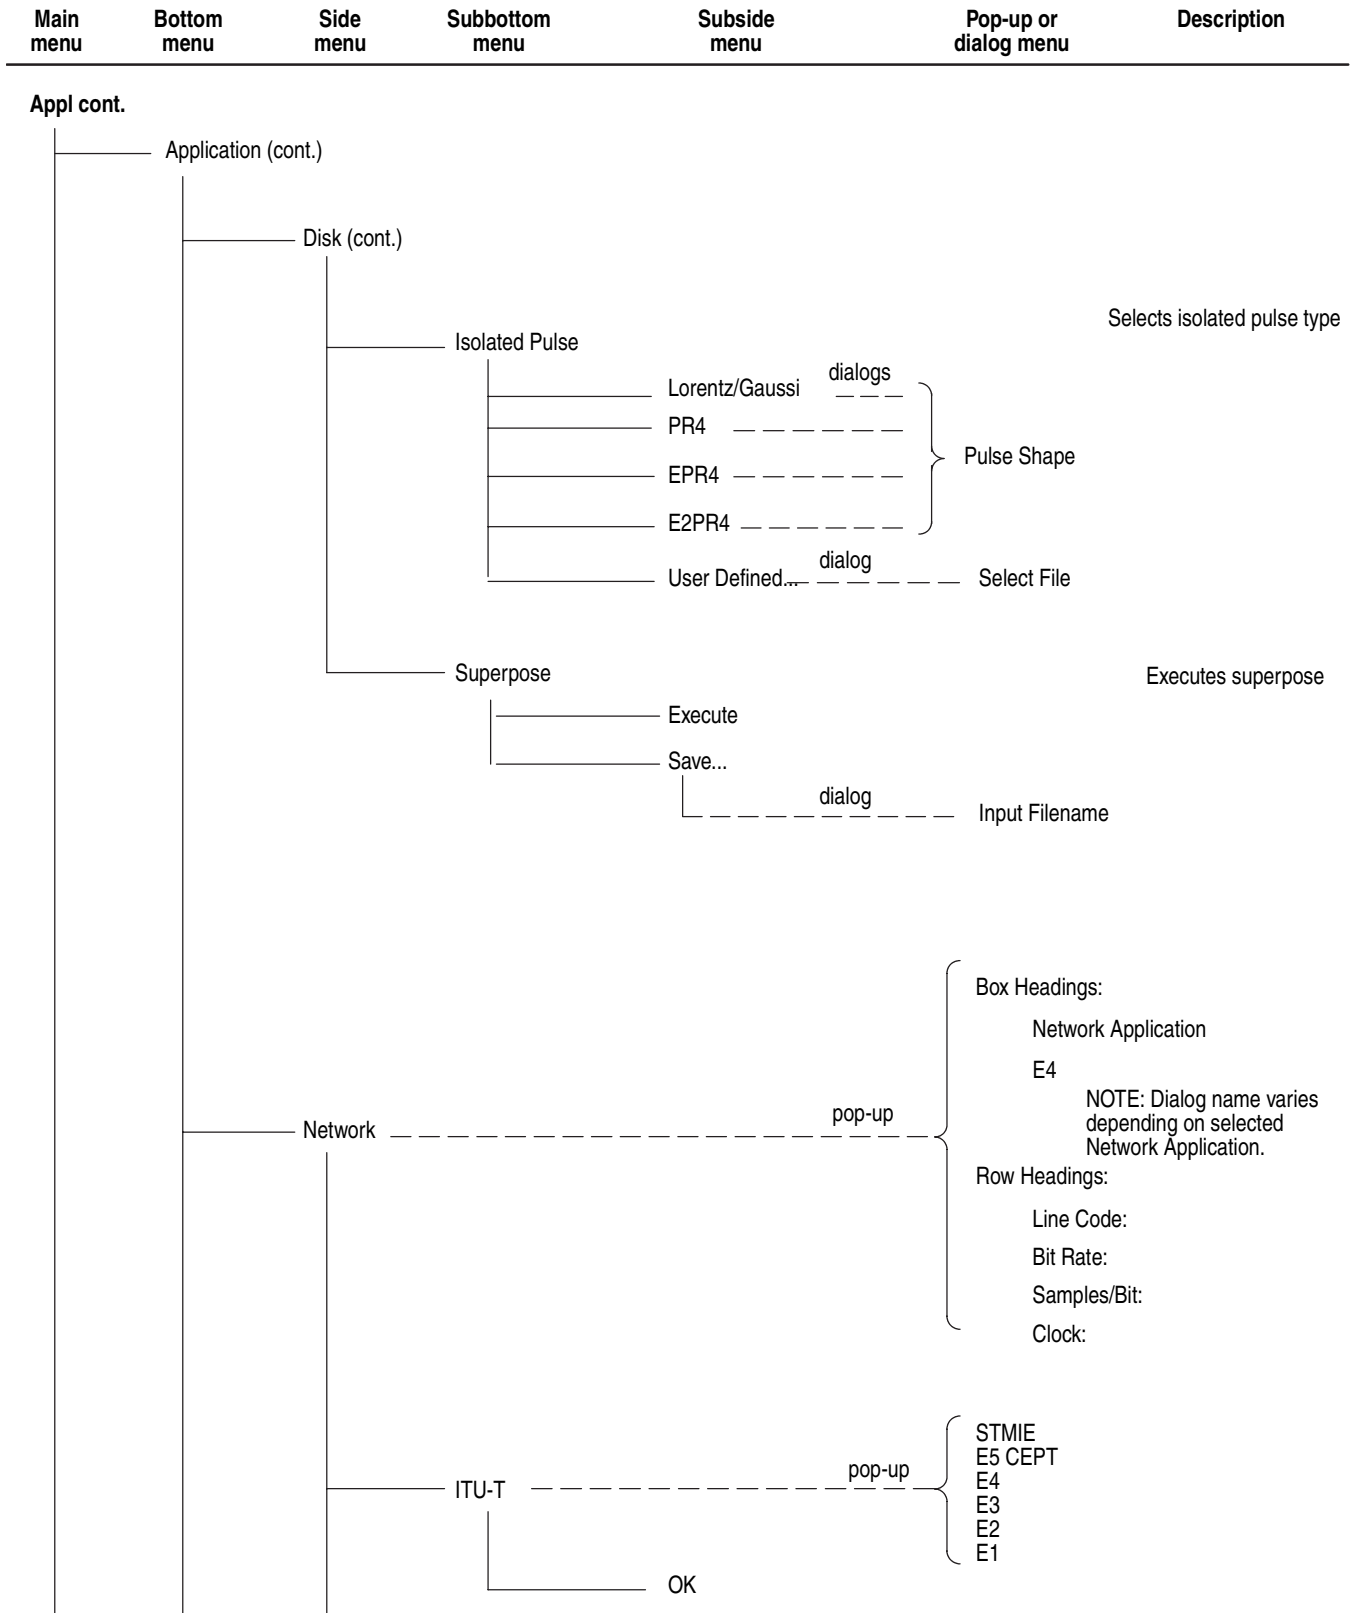 Main menu
Bottom menu
Side menu
Subbottom menu
Subside menu
Pop-up or dialog menu
Description
Appl cont.
Application (cont.)
Disk (cont.)
Selects isolated pulse type
Isolated Pulse
dialogs
Lorentz/Gaussi
PR4
Pulse Shape
EPR4
E2PR4
dialog
User Defined...
Select File
Superpose
Executes superpose
Execute
Save...
dialog
Input Filename
Box Headings:
Network Application
E4
NOTE: Dialog name varies
depending on selected
Network Application.
pop-up
Network
Row Headings:
Line Code:
Bit Rate:
Samples/Bit:
Clock:
STMIE
E5 CEPT
pop-up
E4
ITU-T
E3
E2
E1
OK